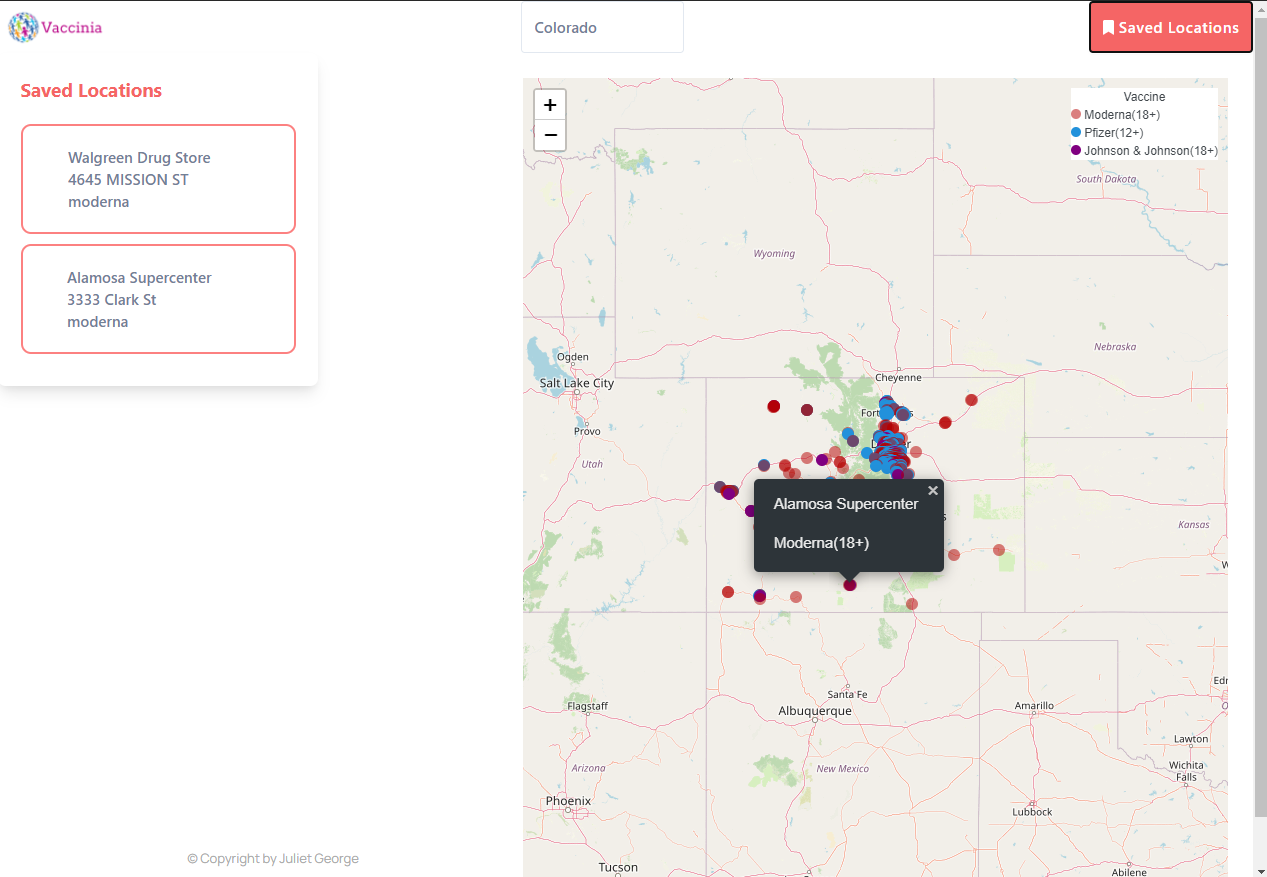 Vaccinia
Colorado
Saved Locations
Saved Locations
Walgreen Drug Store
4645 MISSION ST
moderna
Alamosa Supercenter
3333 Clark St
moderna
© Copyright by Juliet George
+
−
Vaccine
Moderna(18+)
Pfizer(12+)
Johnson & Johnson(18+)
South Dakota
Wyoming
Nebraska
Ogden
Salt Lake City
Cheyenne
Provo
Utah
Kansas
Alamosa Supercenter ×
Moderna(18+)
Santa Fe
Albuquerque
Flagstaff
Amarillo
Lawton
Arizona
New Mexico
Wichita
Falls
Phoenix
Lubbock
Tucson
Abilene